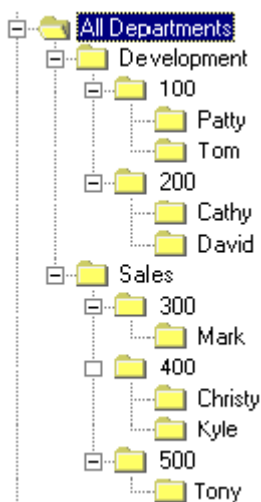 All Departments
Development
100
Patty
Tom
200
Cathy
David
Sales
300
Mark
400
Christy
Kyle
500
Tony